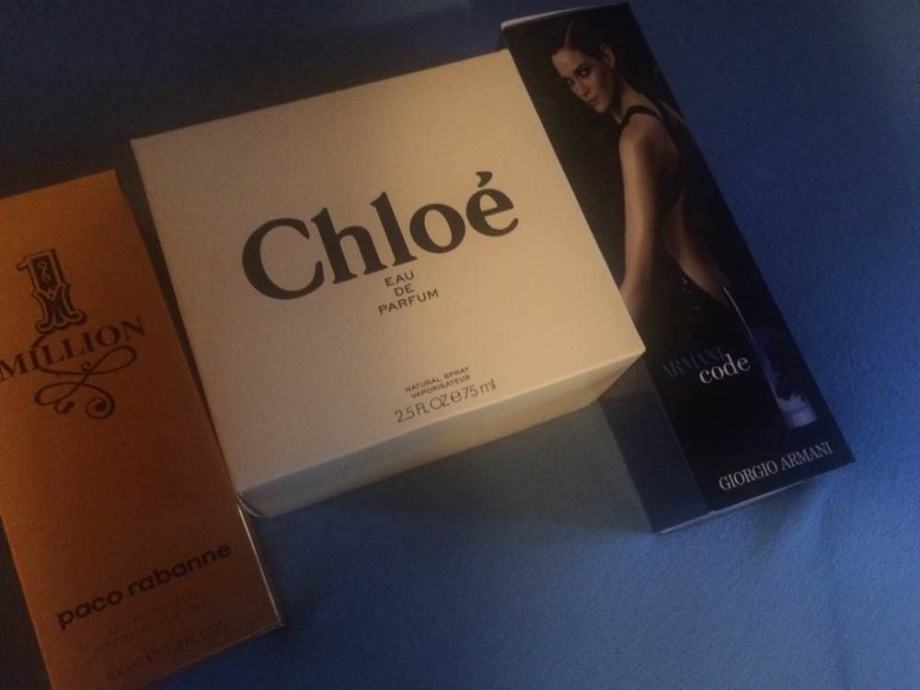 1
MILLION
paco rabanne
Chloé
EAU
DE
PARFUM
NATURAL SPRAY
VAPORISATEUR
2.5 FL. OZ e 75 ml
ARMANI
code
GIORGIO ARMANI